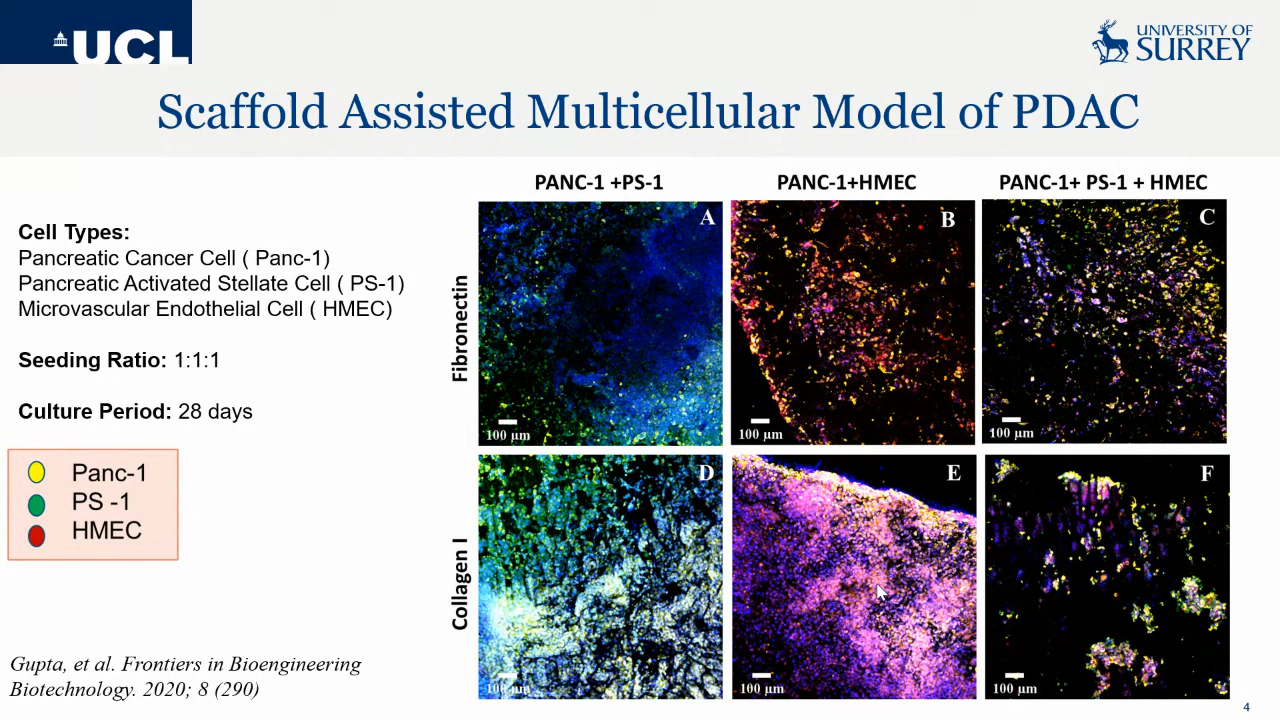 UCL
UNIVERSITY OF
SURREY
Scaffold Assisted Multicellular Model of PDAC
Cell Types:
Pancreatic Cancer Cell ( Panc-1)
Pancreatic Activated Stellate Cell ( PS-1)
Microvascular Endothelial Cell ( HMEC)
Seeding Ratio: 1:1:1
Culture Period: 28 days
Panc-1
PS -1
HMEC
Gupta, et al. Frontiers in Bioengineering
Biotechnology. 2020; 8 (290)
PANC-1 +PS-1
PANC-1+HMEC
PANC-1+ PS-1 + HMEC
Fibronectin
A
100 µm
B
100 µm
C
100 µm
Collagen I
D
100 µm
E
100 µm
F
100 µm
4